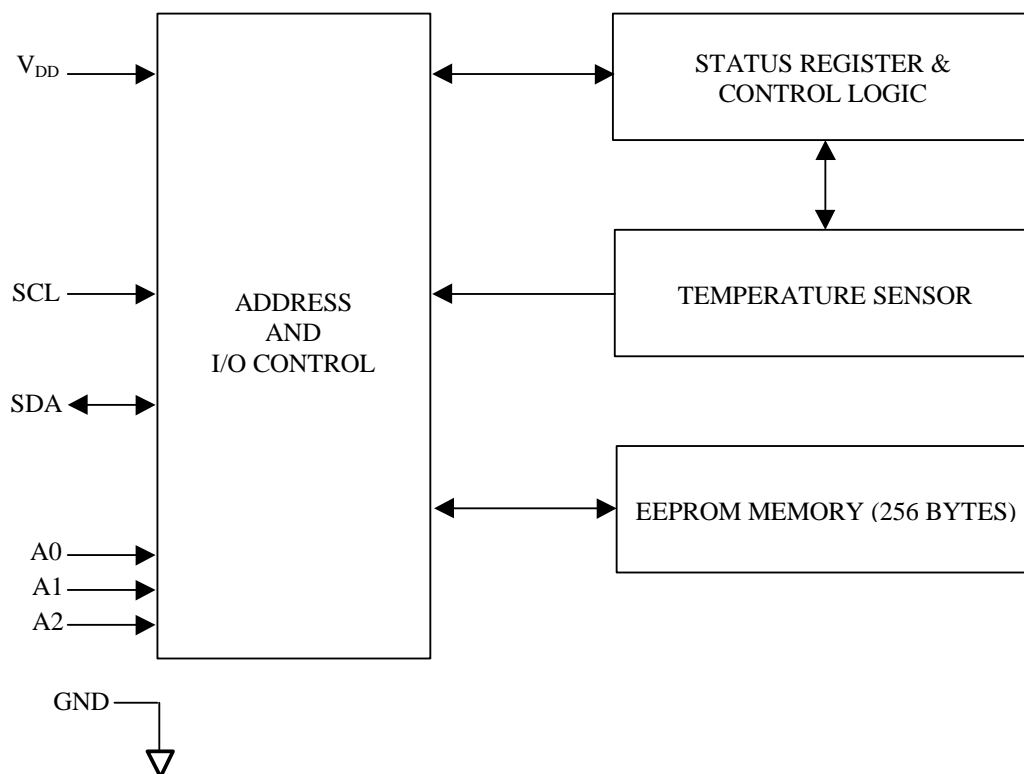 V_DD
SCL
SDA
A0
A1
A2
GND
ADDRESS
AND
I/O CONTROL
STATUS REGISTER &
CONTROL LOGIC
TEMPERATURE SENSOR
EEPROM MEMORY (256 BYTES)